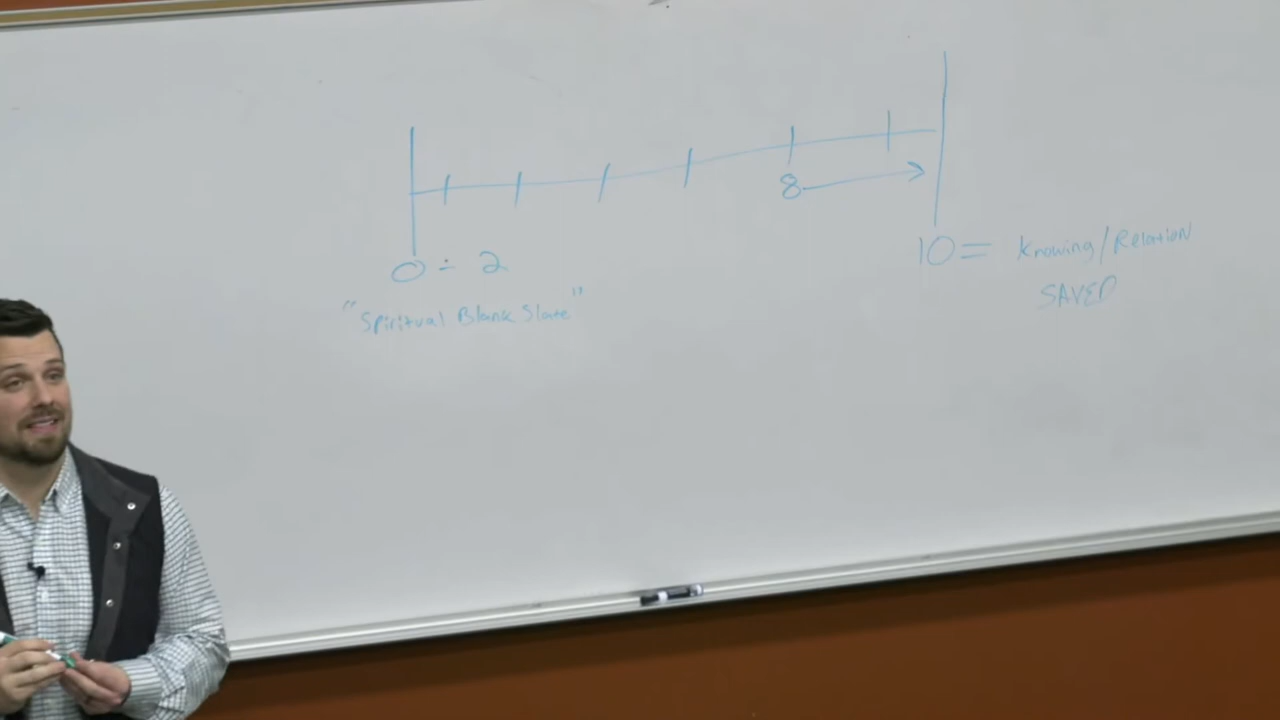 8
0 ÷ 2
10 = Knowing/Relation
SAVED
"Spiritual Blank Slate"